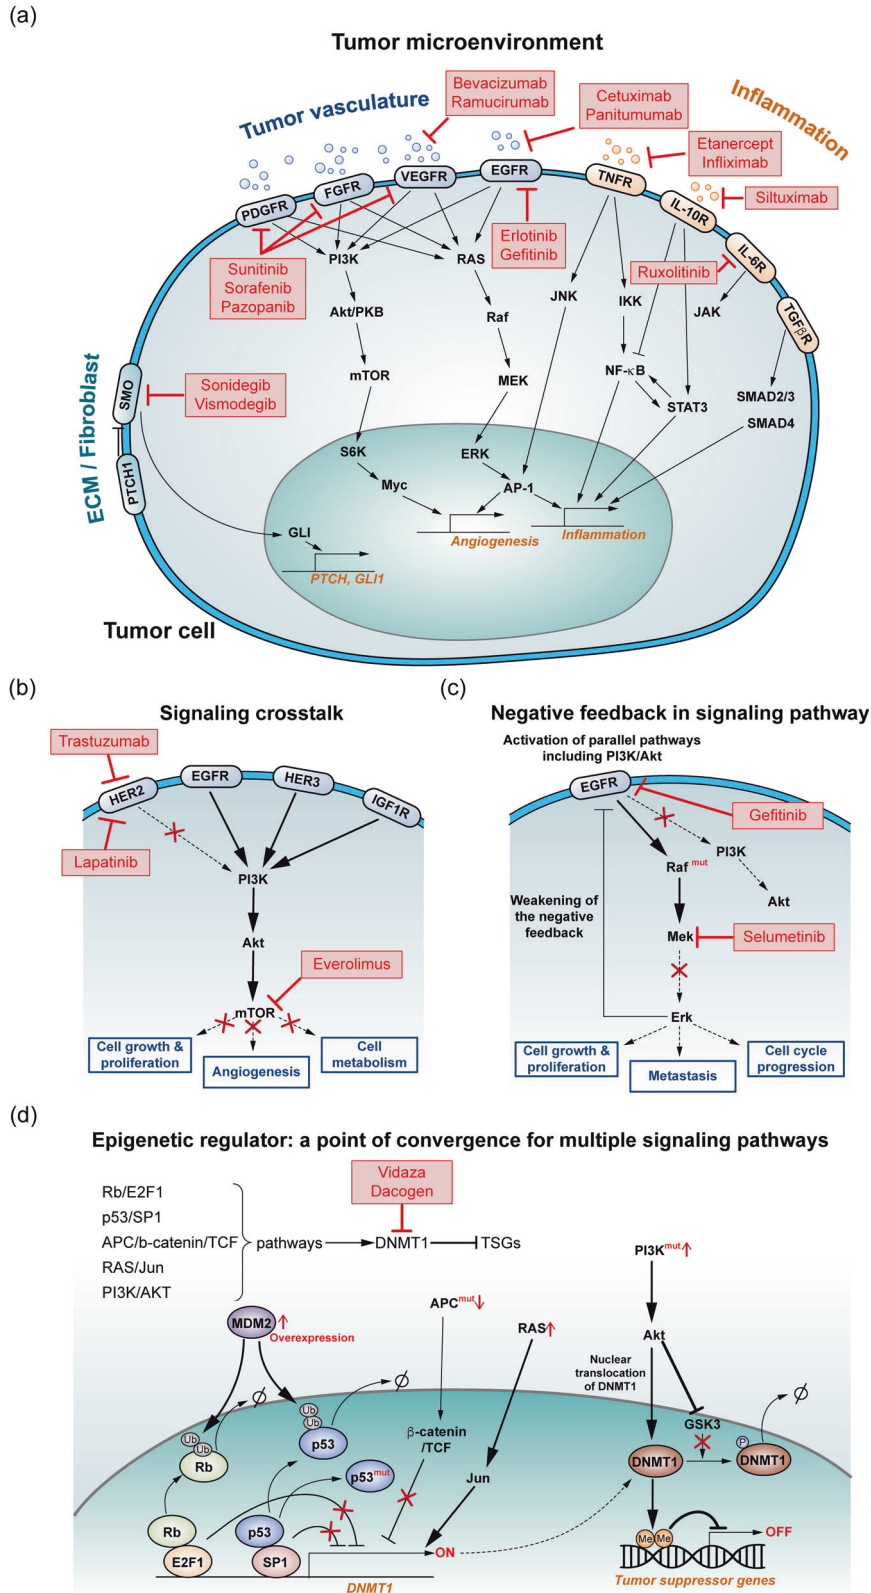 (a)
Tumor microenvironment
Tumor vasculature
Bevacizumab
Ramucirumab
Cetuximab
Panitumumab
Inflammation
Etanercept
Infliximab
Siltuximab
PDGFR
FGFR
VEGFR
EGFR
TNFR
IL-10R
IL-6R
TGFβR
Sunitinib
Sorafenib
Pazopanib
Erlotinib
Gefitinib
Ruxolitinib
PI3K
RAS
JNK
IKK
JAK
Akt/PKB
Raf
mTOR
MEK
NF-κB
STAT3
SMAD2/3
SMAD4
ECM / Fibroblast
SMO
PTCH1
Sonidegib
Vismodegib
S6K
ERK
Myc
AP-1
GLI
Angiogenesis
Inflammation
PTCH, GLI1
Tumor cell
(b)
Signaling crosstalk
Trastuzumab
HER2
EGFR
HER3
IGF1R
Lapatinib
PI3K
Akt
Everolimus
mTOR
Cell growth &
proliferation
Angiogenesis
Cell
metabolism
(c)
Negative feedback in signaling pathway
Activation of parallel pathways
including PI3K/Akt
EGFR
Gefitinib
PI3K
Raf mut
Akt
Weakening of
the negative
feedback
Mek
Selumetinib
Erk
Cell growth &
proliferation
Metastasis
Cell cycle
progression
(d)
Epigenetic regulator: a point of convergence for multiple signaling pathways
Vidaza
Dacogen
Rb/E2F1
p53/SP1
APC/b-catenin/TCF
RAS/Jun
PI3K/AKT
pathways
DNMT1
TSGs
PI3K mut
APC mut
RAS
MDM2
Overexpression
Akt
Nuclear
translocation
of DNMT1
GSK3
Ub
Ub
Rb
Ub
Ub
p53
β-catenin
/TCF
p53 mut
Jun
DNMT1
P
DNMT1
Rb
E2F1
p53
SP1
ON
Me
Me
OFF
DNMT1
Tumor suppressor genes